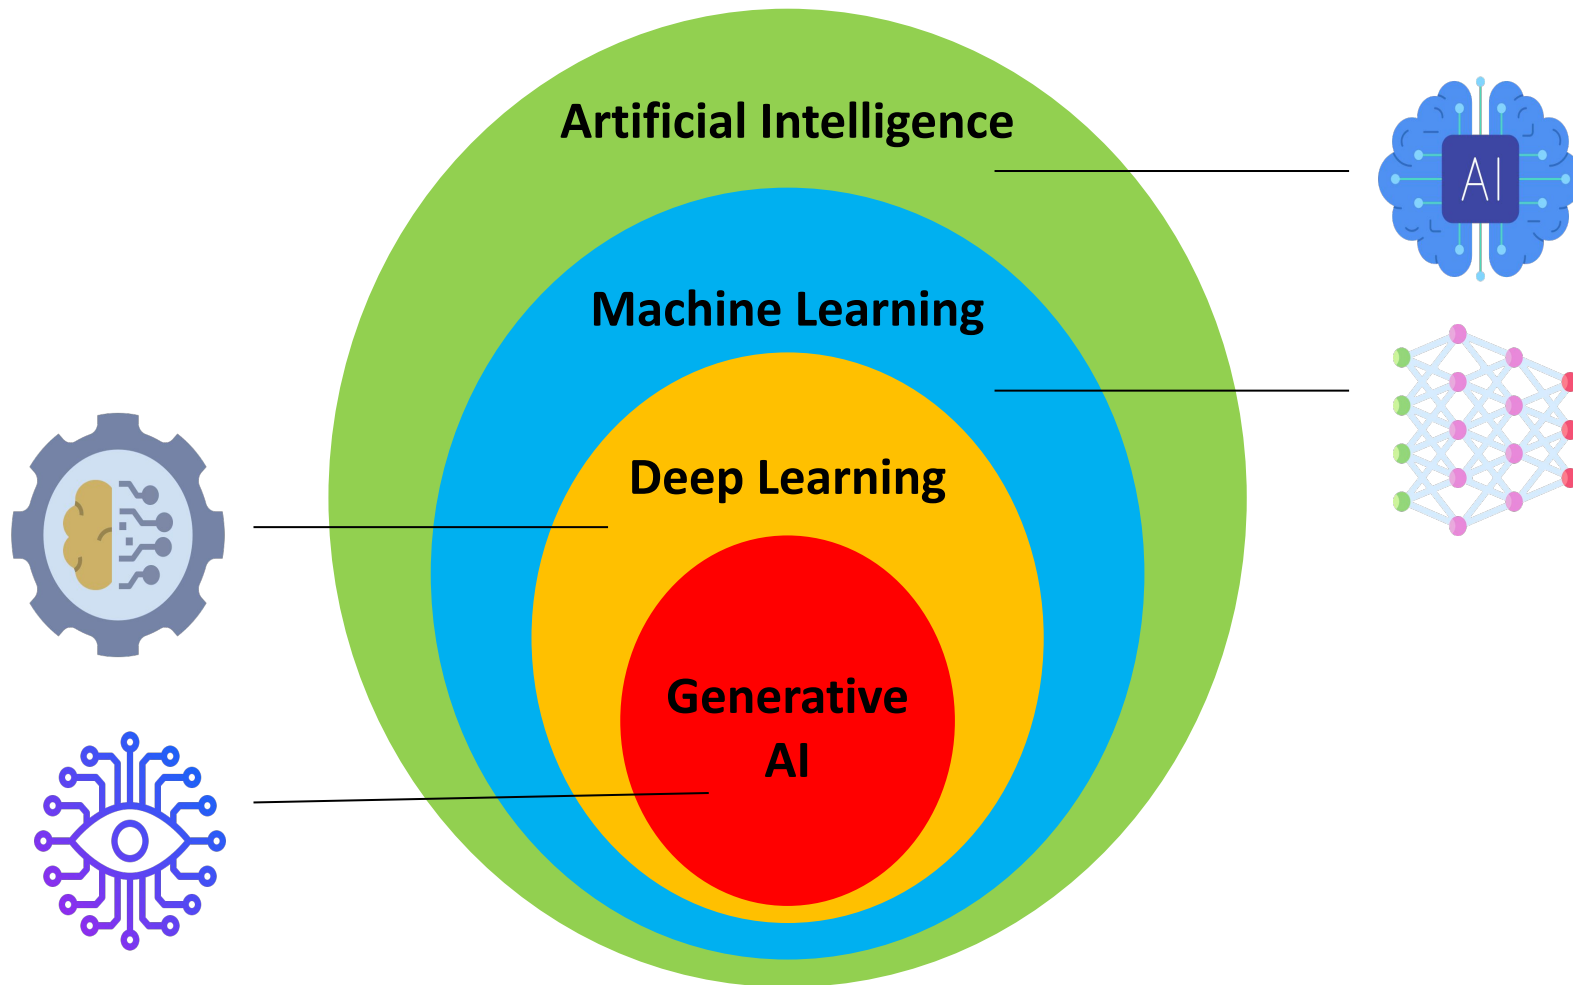 Artificial Intelligence
AI
Machine Learning
Deep Learning
Generative
AI